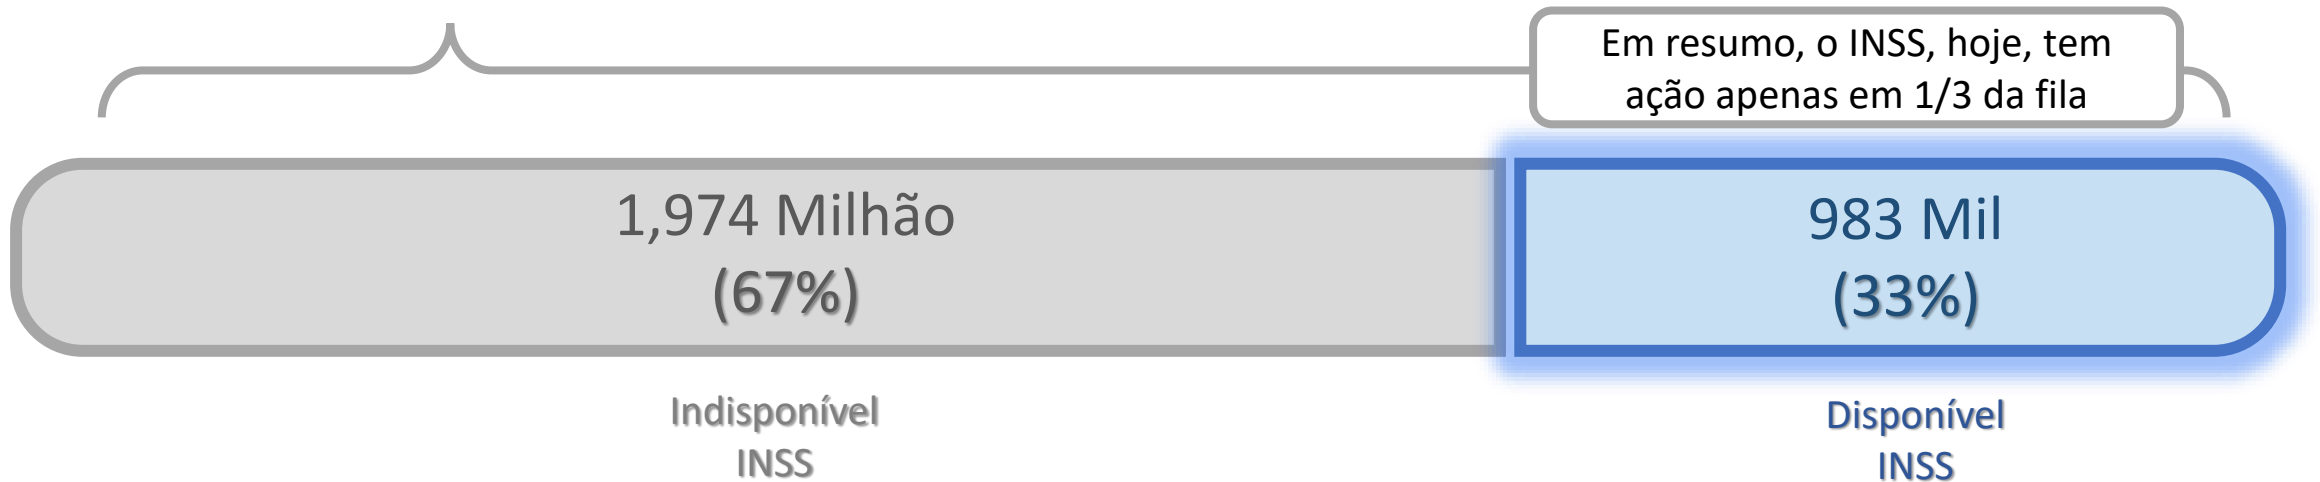 Em resumo, o INSS, hoje, tem
ação apenas em 1/3 da fila
1,974 Milhão
(67%)
983 Mil
(33%)
Indisponível
INSS
Disponível
INSS